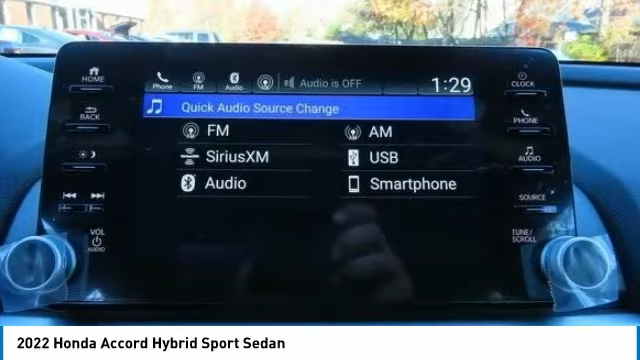 HOME
Phone FM Audio Audio is OFF 1:29
CLOCK
Quick Audio Source Change
BACK
PHONE
FM AM
SiriusXM USB
AUDIO
Audio Smartphone
SOURCE
VOL
AUDIO
TUNE/
SCROLL
2022 Honda Accord Hybrid Sport Sedan